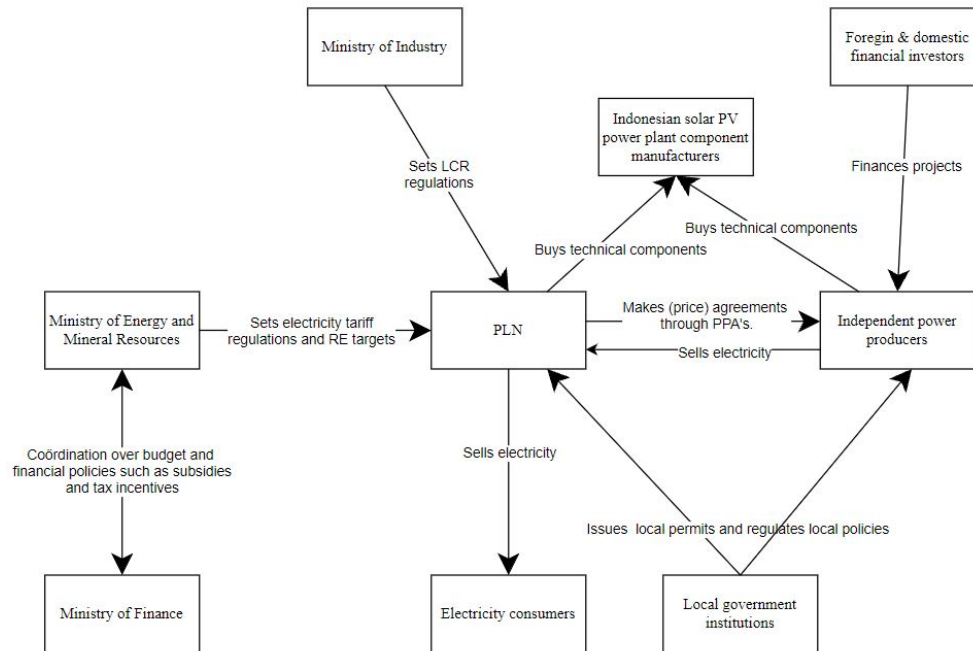 Ministry of Industry
Foregin & domestic
financial investors
Indonesian solar PV
power plant component
manufacturers
Sets LCR
regulations
Finances projects
Buys technical components
Buys technical components
Ministry of Energy and
Mineral Resources
Sets electricity tariff
regulations and RE targets
PLN
Makes (price) agreements
through PPA's.
Sells electricity
Independent power
producers
Coördination over budget and
financial policies such as subsidies
and tax incentives
Sells electricity
Issues local permits and regulates local policies
Ministry of Finance
Electricity consumers
Local government
institutions